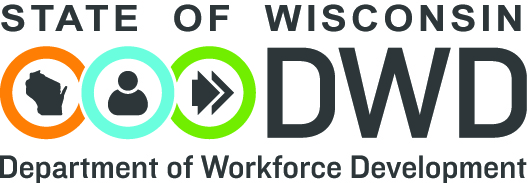 STATE OF WISCONSIN
DWD
Department of Workforce Development